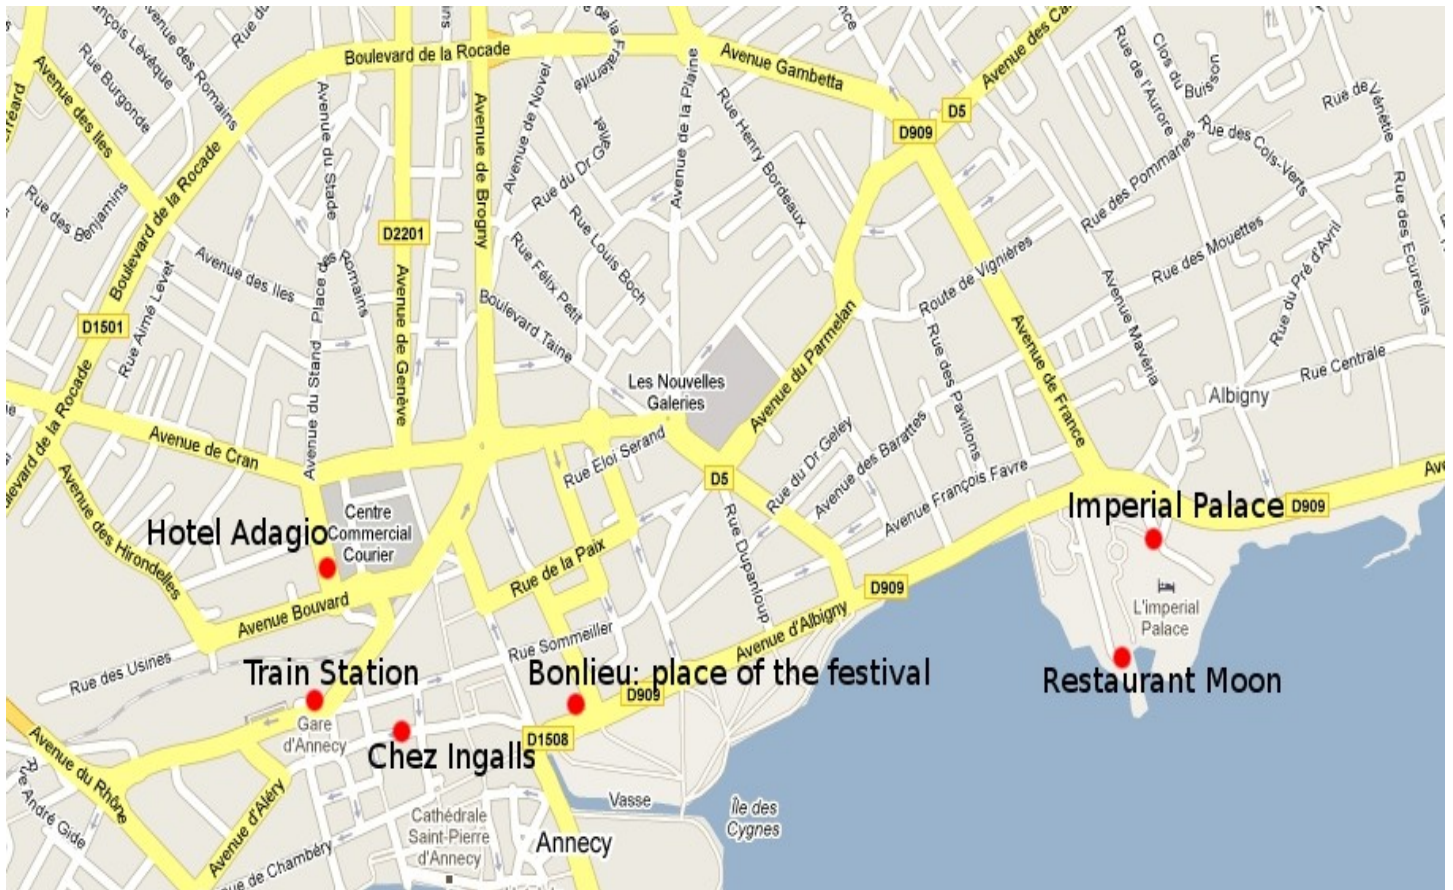 Boulevard de la Rocade
Avenue Gambetta
Avenue des Romains
Rue Burgonde
Avenue des Iles
Rue des Benjamins
Boulevard de la Rocade
Avenue du Stade
Avenue de Brogny
Avenue de Novel
Rue du Dr Gallet
Avenue de la Plaine
Rue Henry Bordeaux
D5
D909
Rue de l'Aurore
Clos du Buisson
Rue de Vénétie
Rue des Cols-Verts
Rue des Pommaries
Rue des Ecureuils
D2201
Rue Louis Boch
Rue Félix Petit
Avenue des Iles
Place des Romains
Rue Aimé Levet
Boulevard Taine
Route de Vignières
Rue des Mouettes
Rue du Pré d'Avril
Avenue Mavéria
D1501
Avenue du Stand
Avenue de Genève
Avenue du Parmelan
Rue des Pavillons
Avenue de France
Rue Centrale
Albigny
Les Nouvelles
Galeries
Avenue de Cran
Rue Eloi Serand
Rue du Dr Geley
Avenue des Barattes
Avenue François Favre
D5
Avenue des Hirondelles
Hotel Adagio
Centre
Commercial
Courier
Imperial Palace
D909
Rue de la Paix
Rue Dupanloup
D909
Avenue Bouvard
Avenue d'Albigny
L'imperial
Palace
Rue Sommeiller
Rue des Usines
Train Station
Bonlieu: place of the festival
D909
Restaurant Moon
Gare
d'Annecy
Chez Ingalls
D1508
Avenue du Rhône
Rue André Gide
Avenue d'Aléry
Vasse
Île des
Cygnes
Cathédrale
Saint-Pierre
d'Annecy
Annecy
de Chambéry